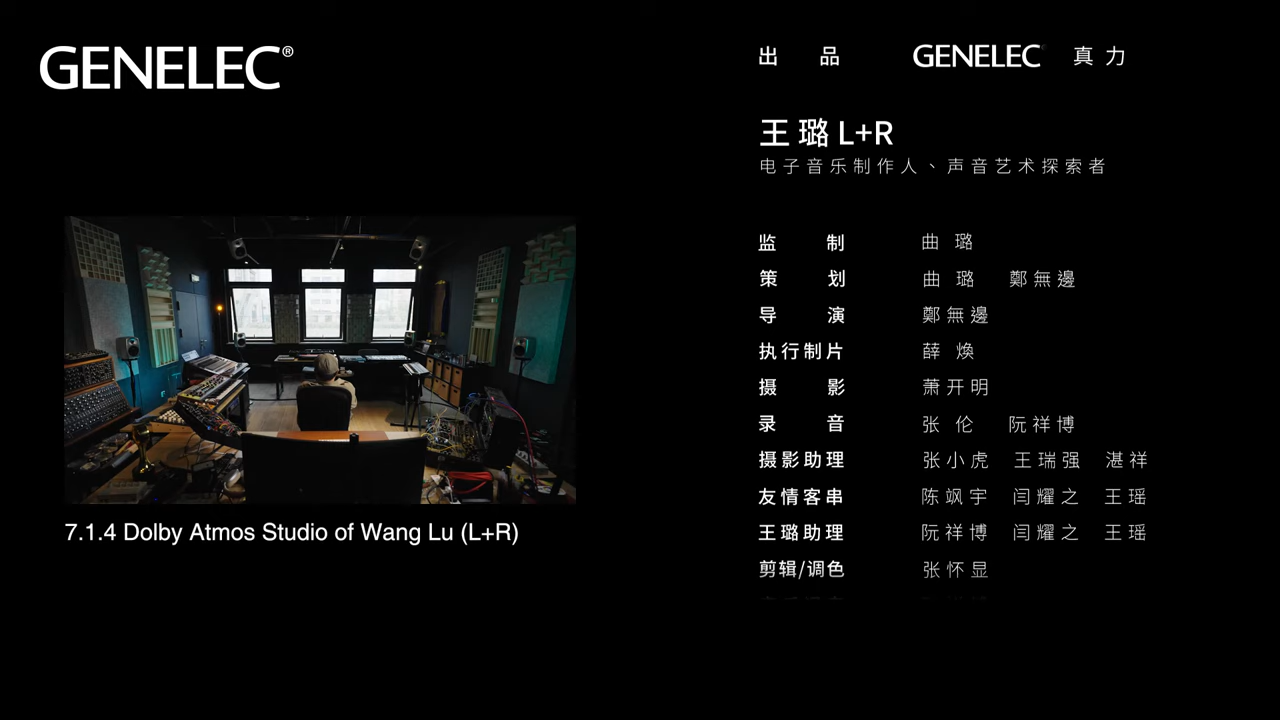 GENELEC®
出品 GENELEC 真力
王璐 L+R
电子音乐制作人、声音艺术探索者
监制 曲璐
策划 曲璐 鄭無邊
导演 鄭無邊
执行制片 薛焕
摄影 萧开明
录音 张伦 阮祥博
摄影助理 张小虎 王瑞强 湛祥
友情客串 陈飒宇 闫耀之 王瑶
王璐助理 阮祥博 闫耀之 王瑶
剪辑/调色 张怀显
7.1.4 Dolby Atmos Studio of Wang Lu (L+R)